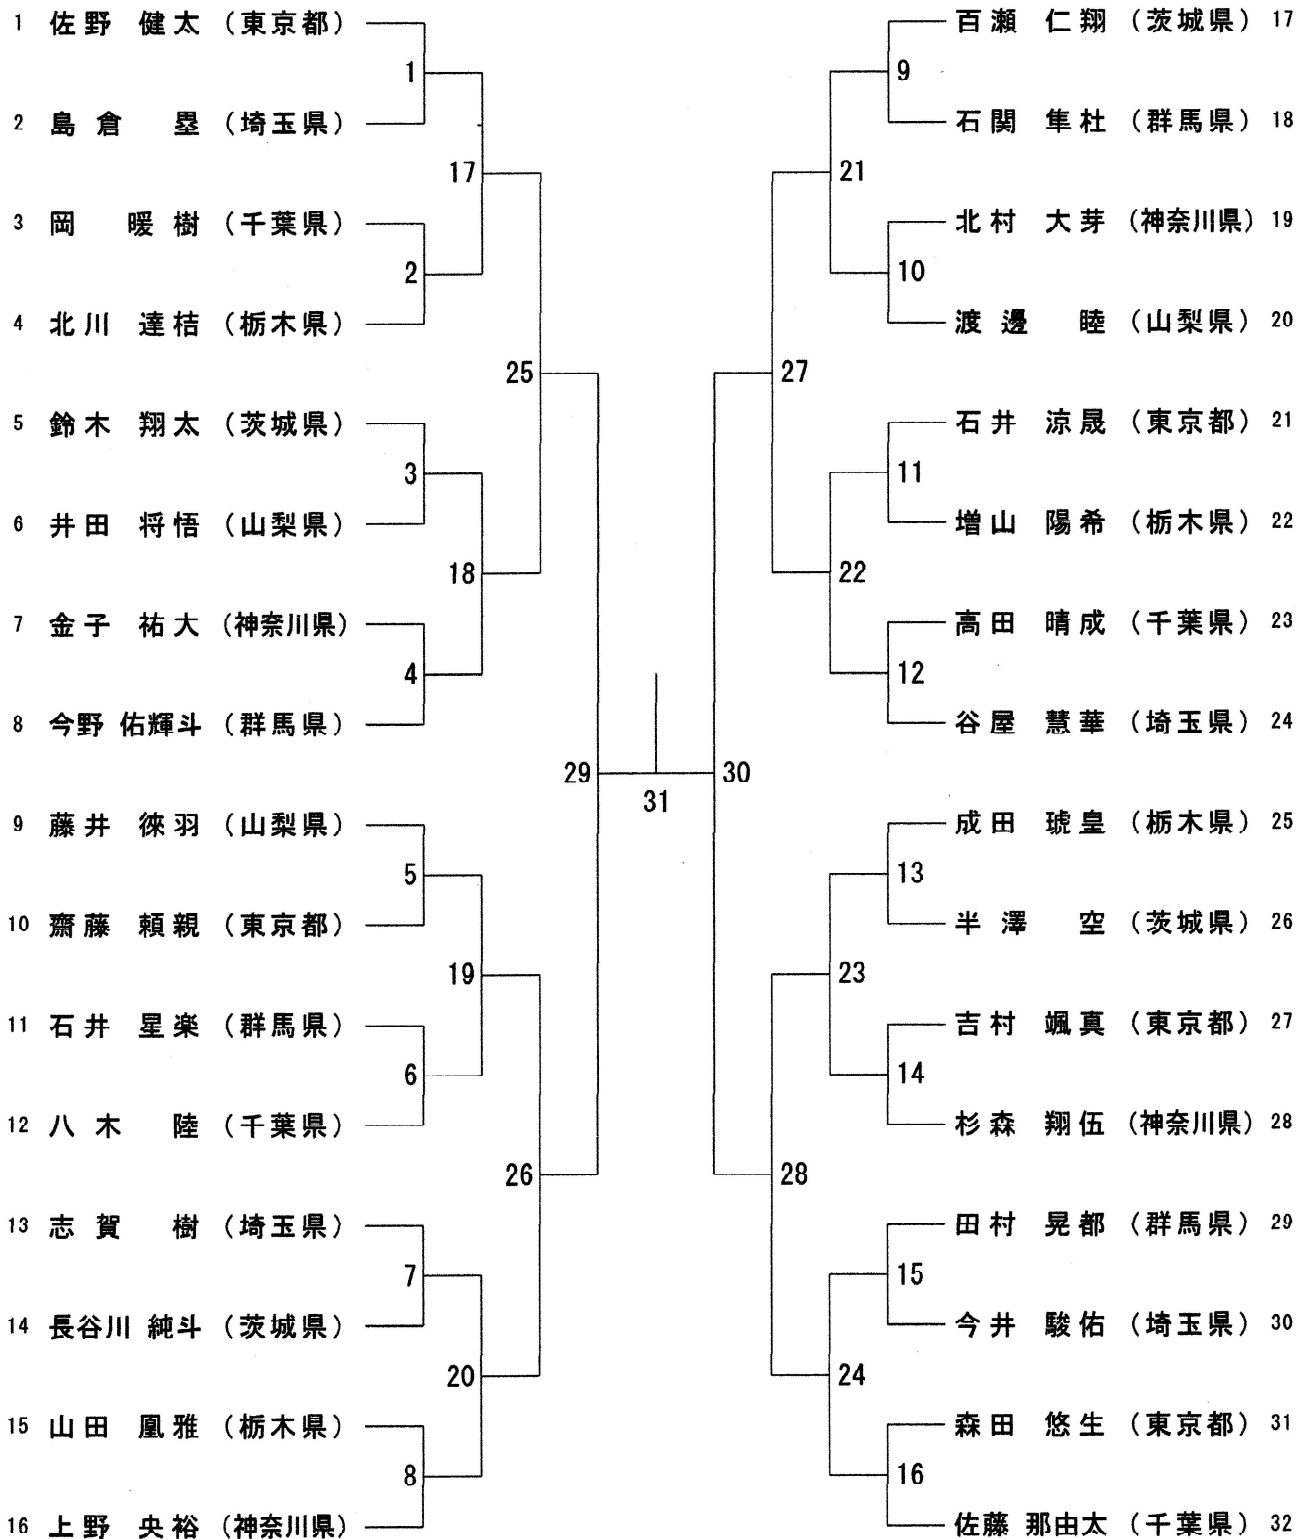 1 佐野 健太 (東京都)
1
2 島倉 塁 (埼玉県)
17
3 岡 暖樹 (千葉県)
2
4 北川 達桔 (栃木県)
25
5 鈴木 翔太 (茨城県)
3
6 井田 将悟 (山梨県)
18
7 金子 祐大 (神奈川県)
4
8 今野 佑輝斗 (群馬県)
29
9 藤井 徠羽 (山梨県)
5
10 齋藤 頼親 (東京都)
19
11 石井 星楽 (群馬県)
6
12 八木 陸 (千葉県)
26
13 志賀 樹 (埼玉県)
7
14 長谷川 純斗 (茨城県)
20
15 山田 凰雅 (栃木県)
8
16 上野 央裕 (神奈川県)
31
百瀬 仁翔 (茨城県) 17
9
石関 隼杜 (群馬県) 18
21
北村 大芽 (神奈川県) 19
10
渡邊 睦 (山梨県) 20
27
石井 涼晟 (東京都) 21
11
増山 陽希 (栃木県) 22
22
高田 晴成 (千葉県) 23
12
谷屋 慧華 (埼玉県) 24
30
成田 琥皇 (栃木県) 25
13
半澤 空 (茨城県) 26
23
吉村 颯真 (東京都) 27
14
杉森 翔伍 (神奈川県) 28
28
田村 晃都 (群馬県) 29
15
今井 駿佑 (埼玉県) 30
24
森田 悠生 (東京都) 31
16
佐藤 那由太 (千葉県) 32